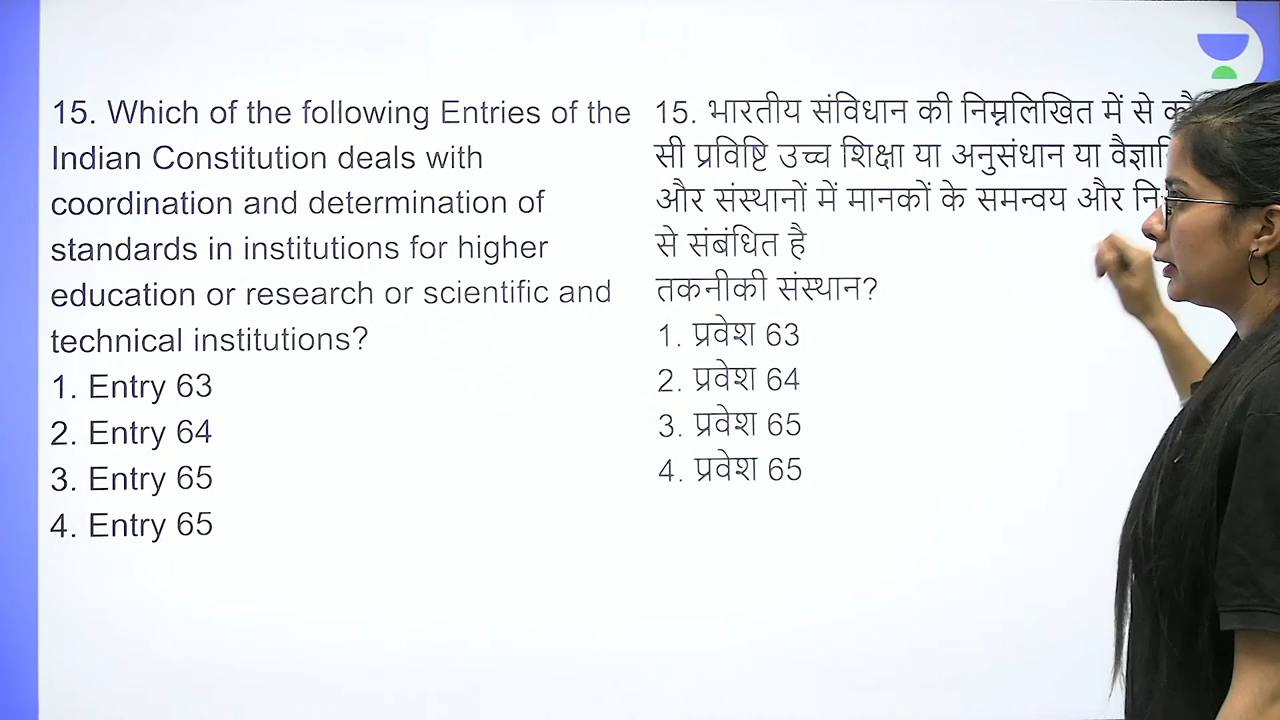 15. Which of the following Entries of the
Indian Constitution deals with
coordination and determination of
standards in institutions for higher
education or research or scientific and
technical institutions?
1. Entry 63
2. Entry 64
3. Entry 65
4. Entry 65
15. भारतीय संविधान की निम्नलिखित में से
सी प्रविष्टि उच्च शिक्षा या अनुसंधान या
और संस्थानों में मानकों के समन्वय और
से संबंधित है
तकनीकी संस्थान?
1. प्रवेश 63
2. प्रवेश 64
3. प्रवेश 65
4. प्रवेश 65